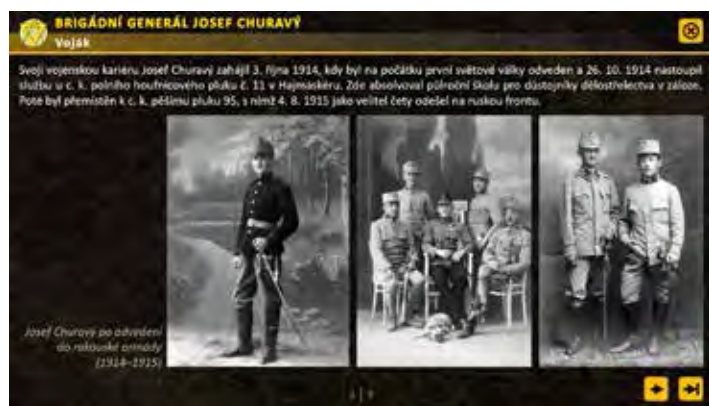 BRIGÁDNÍ GENERÁL JOSEF CHURAVÝ
Voják
Svoji vojenskou kariéru Josef Churavý zahájil 3. října 1914, kdy byl na počátku první světové války odveden a 26. 10. 1914 nastoupil
službu u c. k. polního houfnicového pluku č. 11 v Hajmáskéru. Zde absolvoval půlroční školu pro důstojníky dělostřelectva v záloze.
Poté byl přemístěn k c. k. pěšímu pluku 95, s nímž 4. 8. 1915 jako velitel čety odešel na ruskou frontu.
Josef Churavý po odvedení
do rakouské armády
(1914–1915)